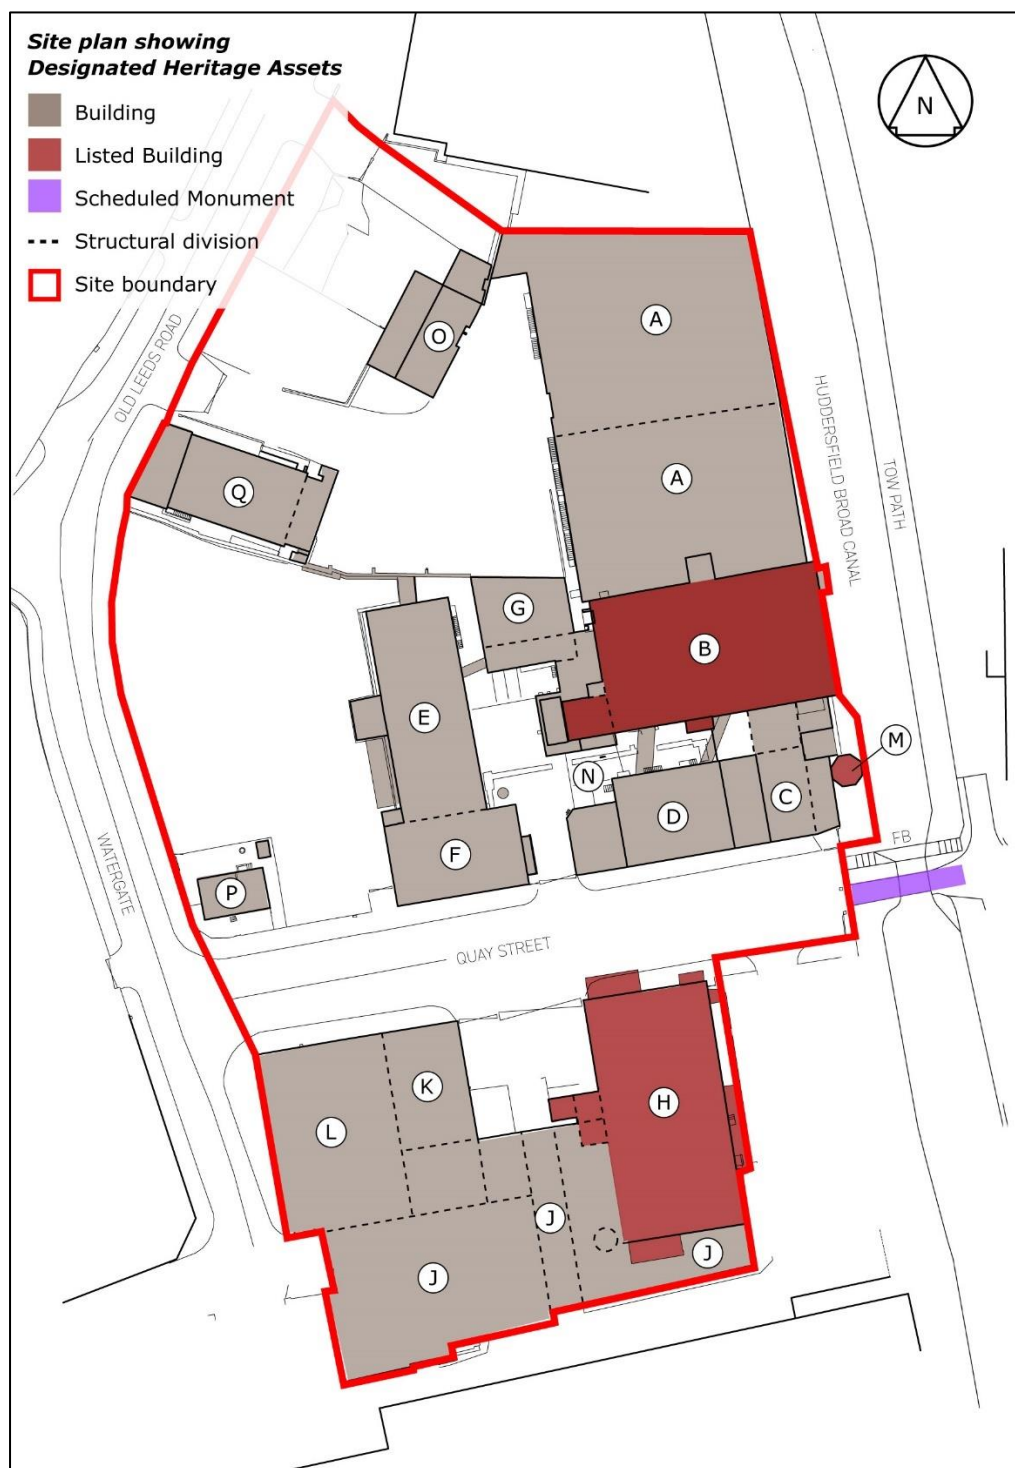 Site plan showing
Designated Heritage Assets
Building
Listed Building
Scheduled Monument
Structural division
Site boundary
N
A
O
OLD LEEDS ROAD
HUDDERSFIELD BROAD CANAL
TOW PATH
A
Q
G
B
E
M
N
C
D
F
FB
P
WATERGATE
QUAY STREET
K
H
L
J
J
J